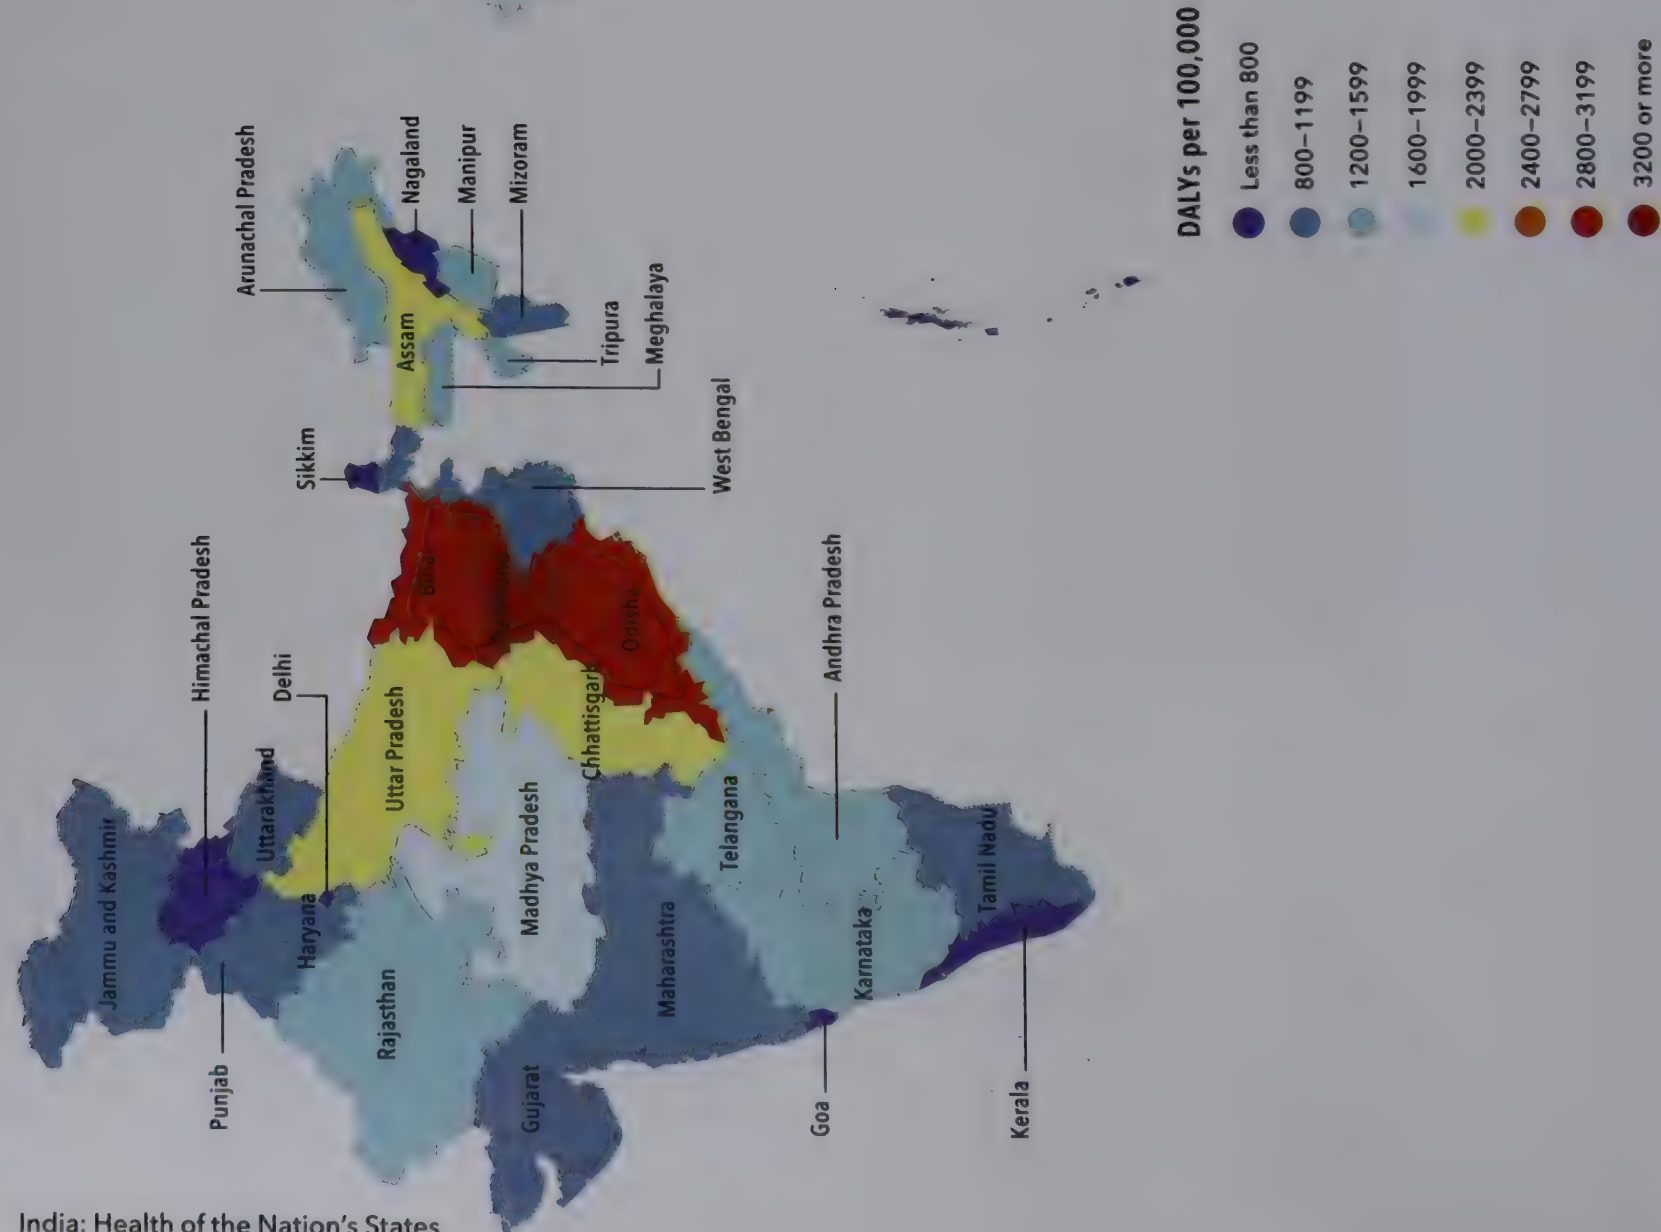 Arunachal Pradesh
Nagaland
Manipur
Mizoram
Assam
Tripura
Meghalaya
Sikkim
West Bengal
Himachal Pradesh
Delhi
Bihar
Odisha
Andhra Pradesh
Uttarakhand
Uttar Pradesh
Chhattisgarh
Jammu and Kashmir
Haryana
Madhya Pradesh
Telangana
Tamil Nadu
Punjab
Rajasthan
Maharashtra
Karnataka
Gujarat
Goa
Kerala
DALYs per 100,000
Less than 800
800–1199
1200–1599
1600–1999
2000–2399
2400–2799
2800–3199
3200 or more
India: Health of the Nation's States